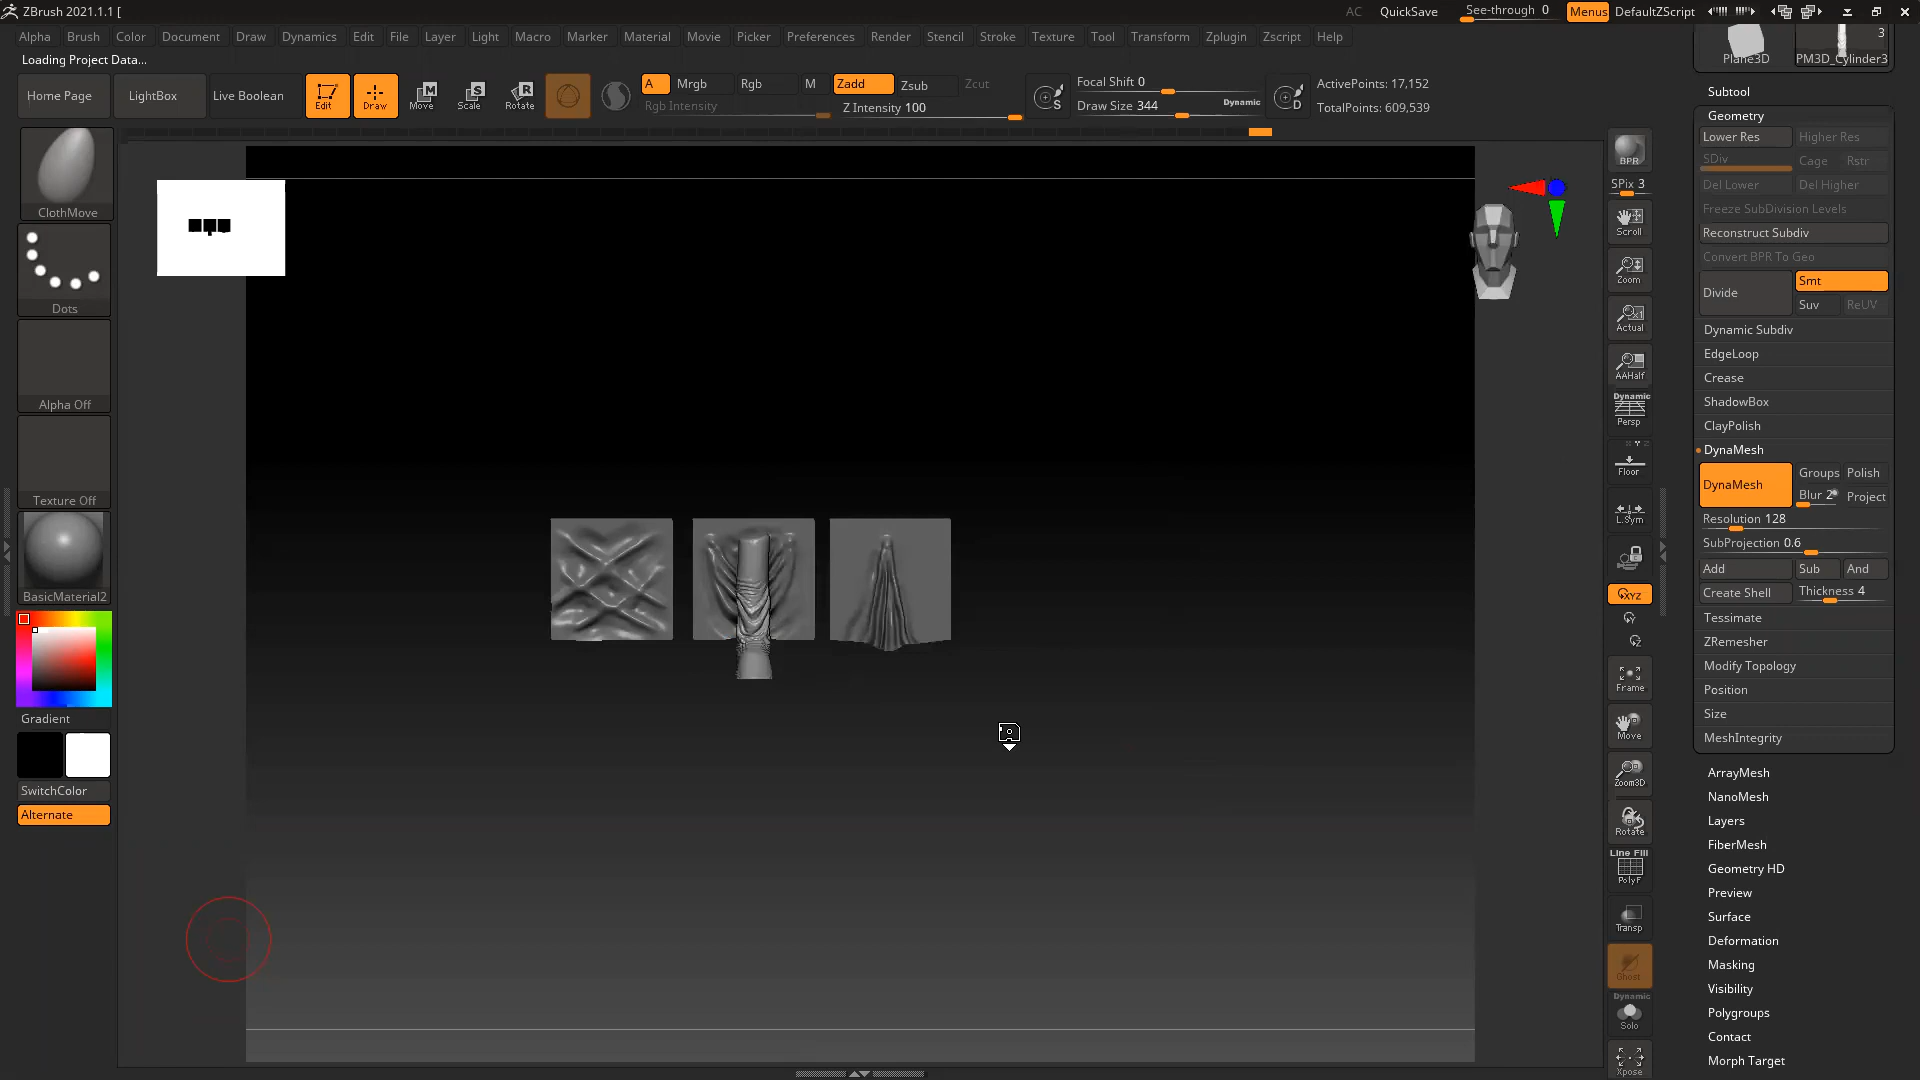 ZBrush 2021.1.1 [
AC QuickSave See-through 0 Menus DefaultZScript
Alpha Brush Color Document Draw Dynamics Edit File Layer Light Macro Marker Material Movie Picker Preferences Render Stencil Stroke Texture Tool Transform Zplugin Zscript Help
Loading Project Data...
Home Page LightBox Live Boolean Edit Draw Move Scale Rotate
A Mrgb Rgb M Zadd Zsub Zcut
Rgb Intensity Z Intensity 100
S Focal Shift 0
Draw Size 344 Dynamic D
ActivePoints: 17,152
TotalPoints: 609,539
ClothMove
Dots
Alpha Off
Texture Off
BasicMaterial2
Gradient
SwitchColor
Alternate
BPR
SPix 3
Scroll
Zoom
Actual
AAHalf
Dynamic
Persp
Floor
L.Sym
XYZ
Frame
Move
Zoom3D
Rotate
Line Fill
PolyF
Transp
Ghost
Dynamic
Solo
Xpose
3
Plane3D PM3D_Cylinder3
Subtool
Geometry
Lower Res Higher Res
SDiv Cage Rstr
Del Lower Del Higher
Freeze SubDivision Levels
Reconstruct Subdiv
Convert BPR To Geo
Divide Smt
Suv ReUV
Dynamic Subdiv
EdgeLoop
Crease
ShadowBox
ClayPolish
DynaMesh
DynaMesh Groups Polish
Blur 2 Project
Resolution 128
SubProjection 0.6
Add Sub And
Create Shell Thickness 4
Tessimate
ZRemesher
Modify Topology
Position
Size
MeshIntegrity
ArrayMesh
NanoMesh
Layers
FiberMesh
Geometry HD
Preview
Surface
Deformation
Masking
Visibility
Polygroups
Contact
Morph Target